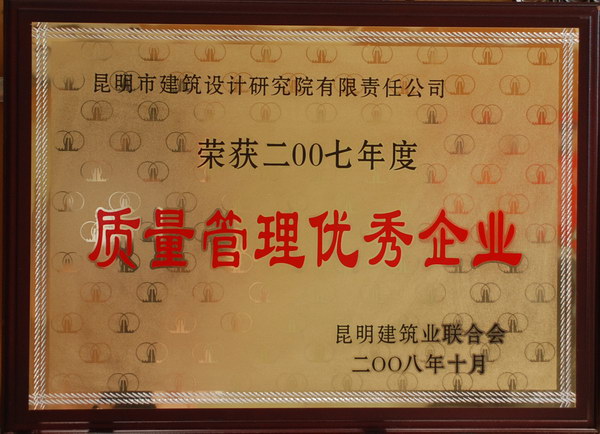 昆明市建筑设计研究院有限责任公司
荣获二00七年度
质量管理优秀企业
昆明建筑业联合会
二OO八年十月